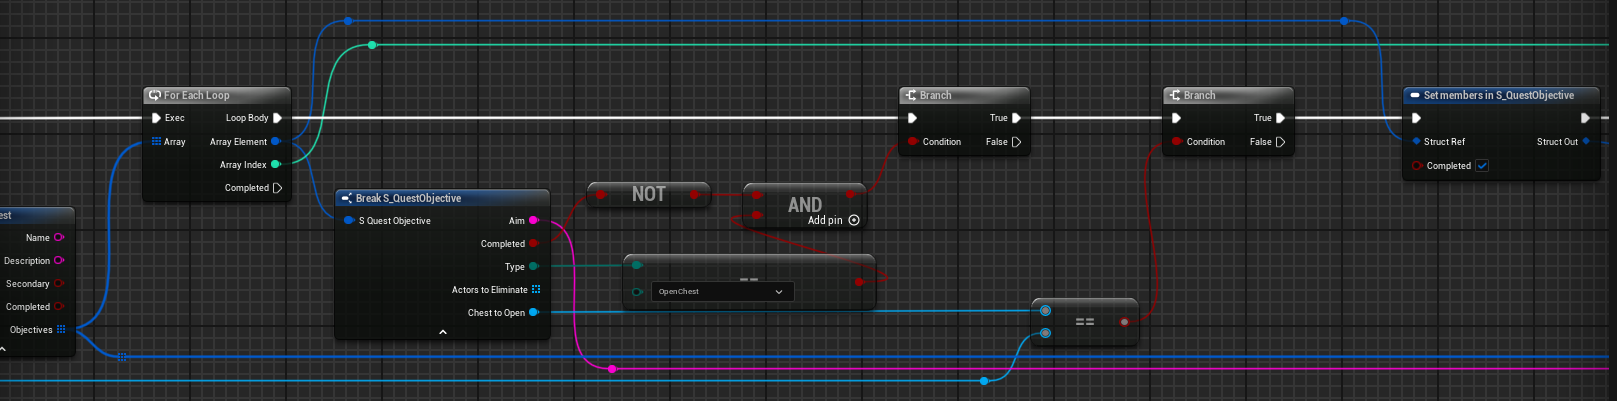 For Each Loop
Exec
Loop Body
Array
Array Element
Array Index
Completed
Branch
True
Condition
False
Branch
True
Condition
False
Set members in S_QuestObjective
Struct Ref
Struct Out
Completed
est
Name
Description
Secondary
Completed
Objectives
Break S_QuestObjective
S Quest Objective
Aim
Completed
Type
Actors to Eliminate
Chest to Open
NOT
AND
Add pin
==
OpenChest
==